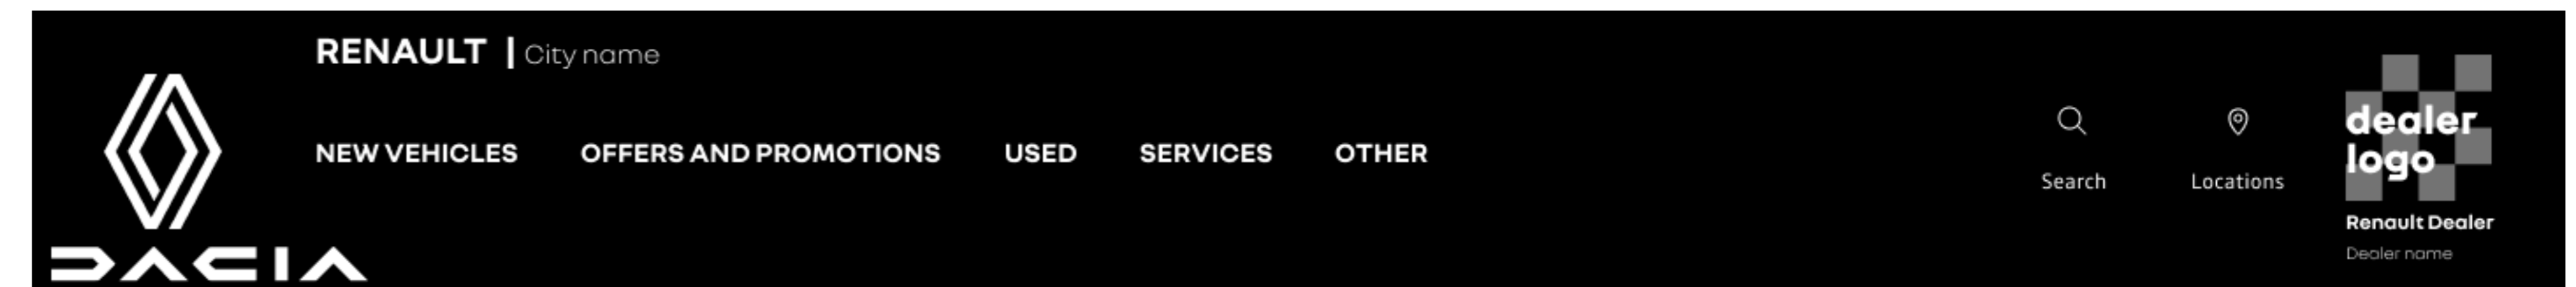 RENAULT | City name
NEW VEHICLES OFFERS AND PROMOTIONS USED SERVICES OTHER
DACIA
Search
Locations
dealer
logo
Renault Dealer
Dealer name